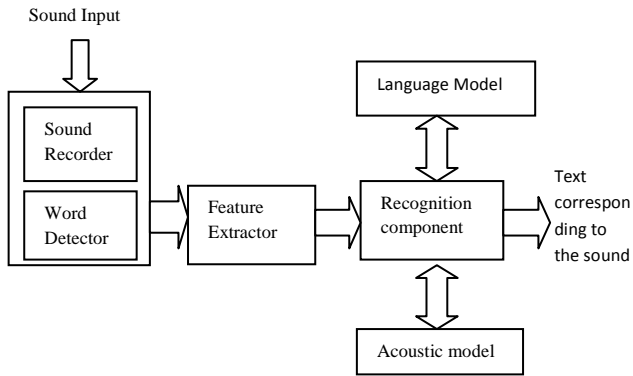 Sound Input
Sound
Recorder
Word
Detector
Feature
Extractor
Language Model
Recognition
component
Acoustic model
Text
correspon
ding to
the sound